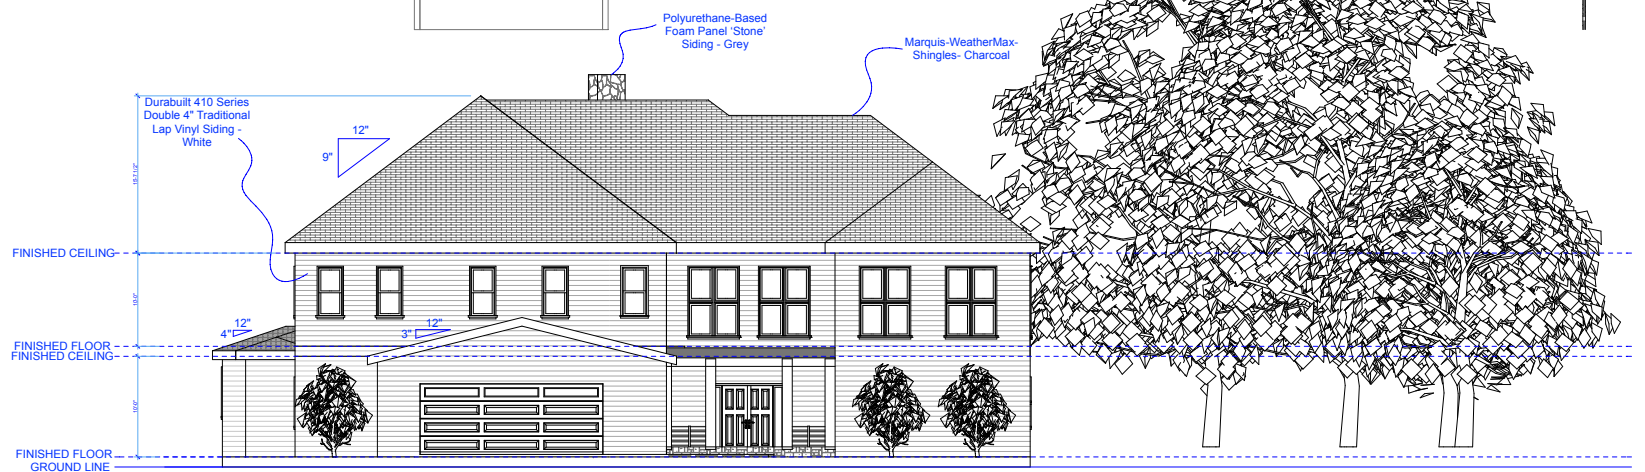 Polyurethane-Based
Foam Panel 'Stone'
Siding - Grey
Marquis-WeatherMax-
Shingles- Charcoal
Durabuilt 410 Series
Double 4" Traditional
Lap Vinyl Siding -
White
12"
9"
FINISHED CEILING
12"
4"
12"
3"
FINISHED FLOOR
FINISHED CEILING
FINISHED FLOOR
GROUND LINE